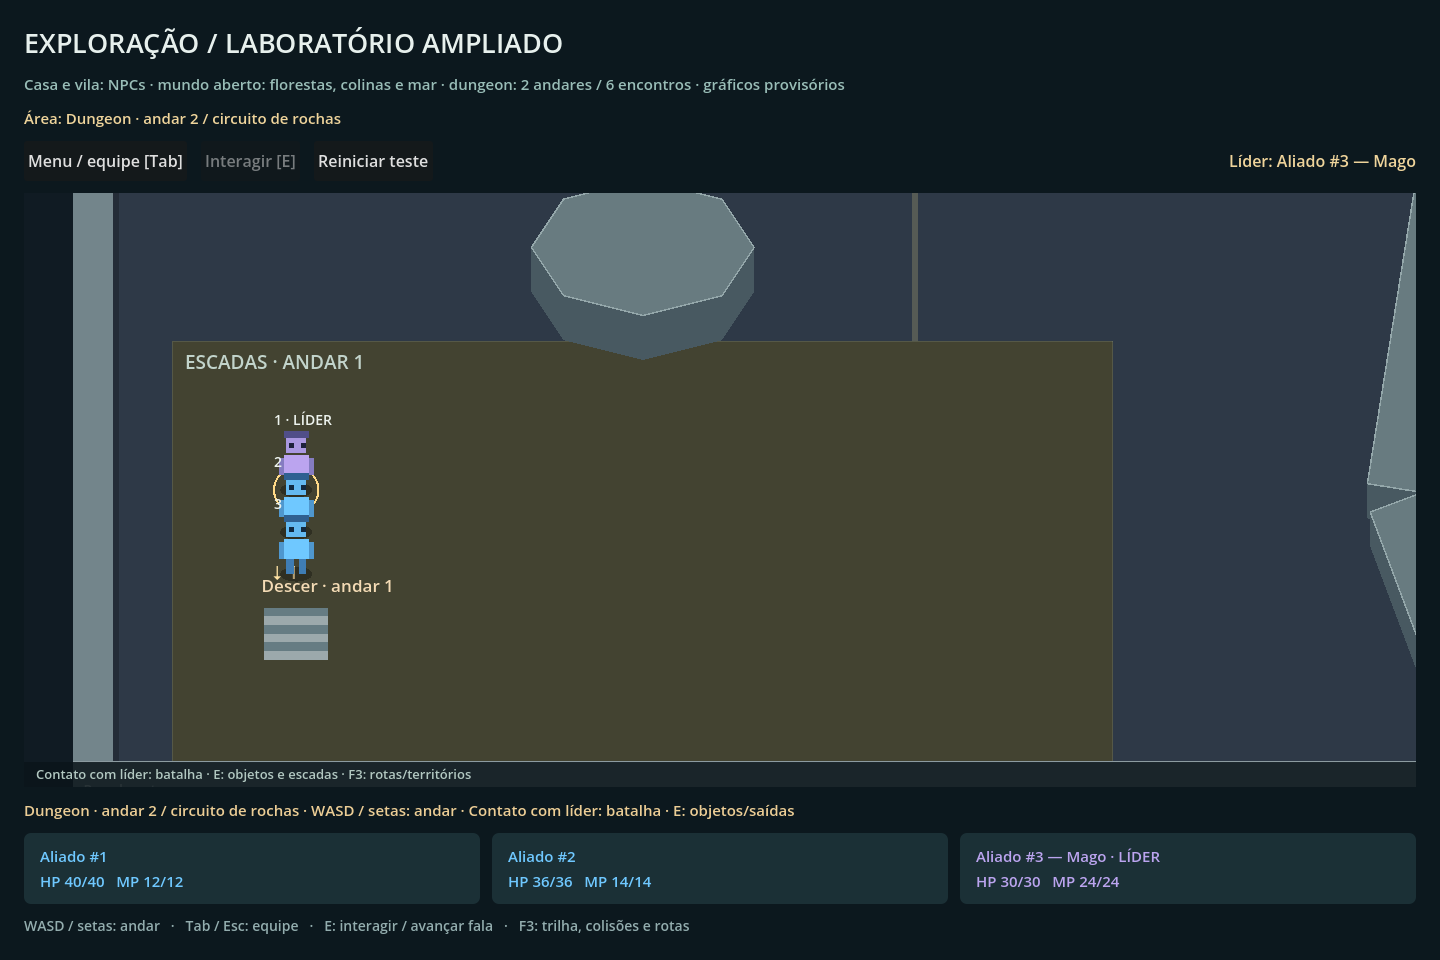 EXPLORAÇÃO / LABORATÓRIO AMPLIADO
Casa e vila: NPCs · mundo aberto: florestas, colinas e mar · dungeon: 2 andares / 6 encontros · gráficos provisórios
Área: Dungeon · andar 2 / circuito de rochas
Menu / equipe [Tab] Interagir [E] Reiniciar teste Líder: Aliado #3 — Mago
ESCADAS · ANDAR 1
1 · LÍDER
2
3
↓
Descer · andar 1
Contato com líder: batalha · E: objetos e escadas · F3: rotas/territórios
Dungeon · andar 2 / circuito de rochas · WASD / setas: andar · Contato com líder: batalha · E: objetos/saídas
Aliado #1
HP 40/40 MP 12/12
Aliado #2
HP 36/36 MP 14/14
Aliado #3 — Mago · LÍDER
HP 30/30 MP 24/24
WASD / setas: andar · Tab / Esc: equipe · E: interagir / avançar fala · F3: trilha, colisões e rotas